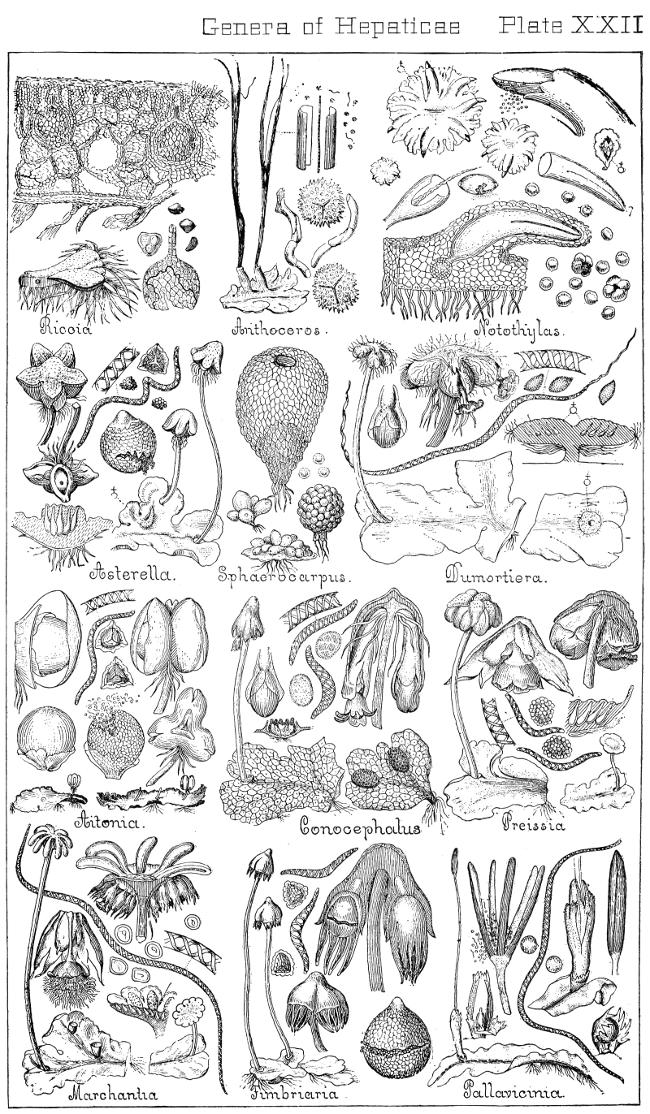 Genera of Hepaticae Plate XXII
Riccia
Anthoceros.
Notothylas.
Asterella.
Sphaerocarpus.
Dumortiera.
Aitonia.
Conocephalus
Preissia
Marchantia
Fimbriaria
Pallavicinia.